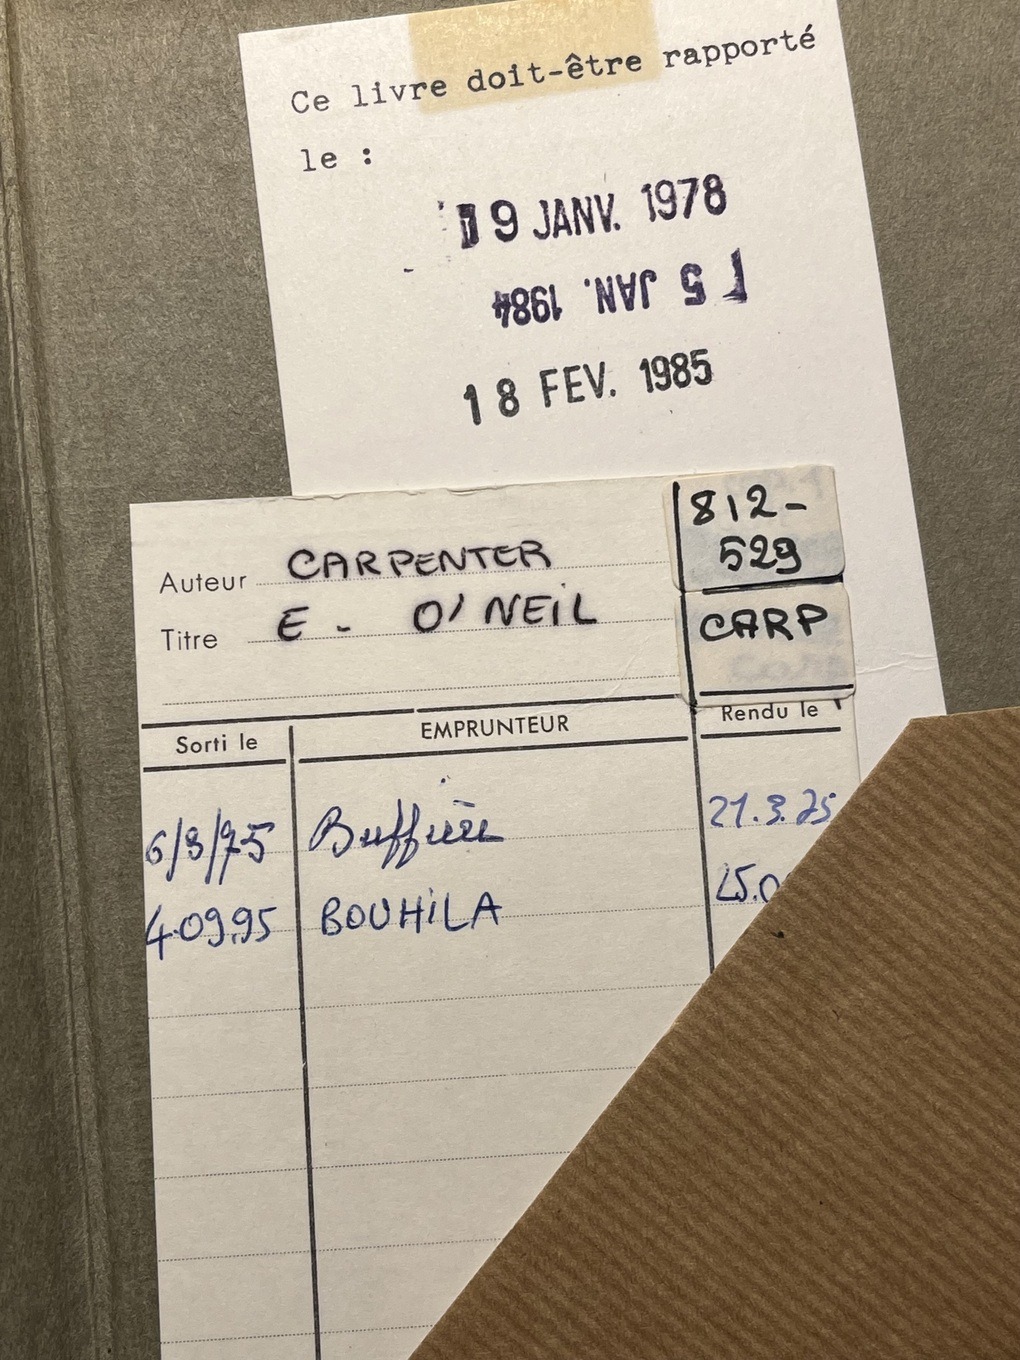 Ce livre doit-être rapporté
le :
19 JANV. 1978
15 JAN. 1984
18 FEV. 1985
812-
529
Auteur CARPENTER
Titre E. O'NEIL
CARP
Sorti le EMPRUNTEUR Rendu le
6/3/75 Buffière 21.3.75
4.09.95 BOUHILA